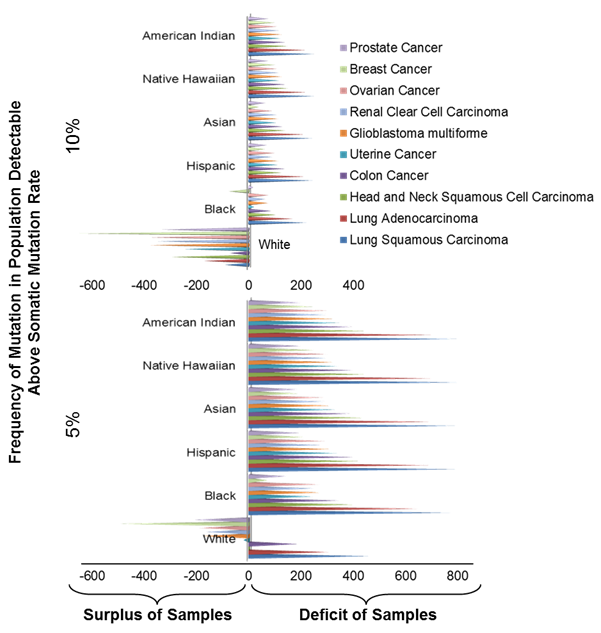 Frequency of Mutation in Population Detectable
Above Somatic Mutation Rate
10%
American Indian
Native Hawaiian
Asian
Hispanic
Black
White
Prostate Cancer
Breast Cancer
Ovarian Cancer
Renal Clear Cell Carcinoma
Glioblastoma multiforme
Uterine Cancer
Colon Cancer
Head and Neck Squamous Cell Carcinoma
Lung Adenocarcinoma
Lung Squamous Carcinoma
-600 -400 -200 0 200 400
5%
American Indian
Native Hawaiian
Asian
Hispanic
Black
White
-600 -400 -200 0 200 400 600 800
Surplus of Samples Deficit of Samples